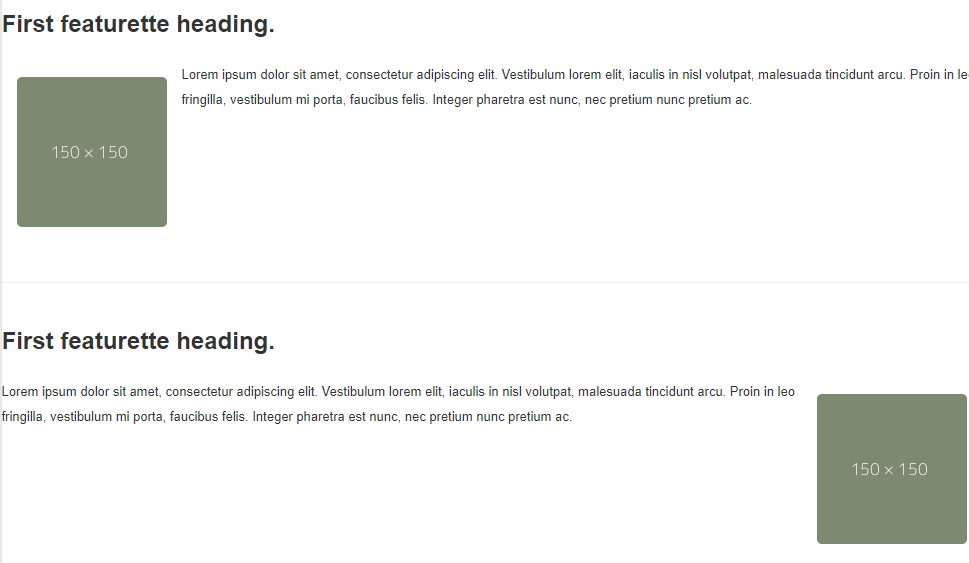 First featurette heading.
Lorem ipsum dolor sit amet, consectetur adipiscing elit. Vestibulum lorem elit, iaculis in nisl volutpat, malesuada tincidunt arcu. Proin in le
fringilla, vestibulum mi porta, faucibus felis. Integer pharetra est nunc, nec pretium nunc pretium ac.
150 × 150
First featurette heading.
Lorem ipsum dolor sit amet, consectetur adipiscing elit. Vestibulum lorem elit, iaculis in nisl volutpat, malesuada tincidunt arcu. Proin in leo
fringilla, vestibulum mi porta, faucibus felis. Integer pharetra est nunc, nec pretium nunc pretium ac.
150 × 150